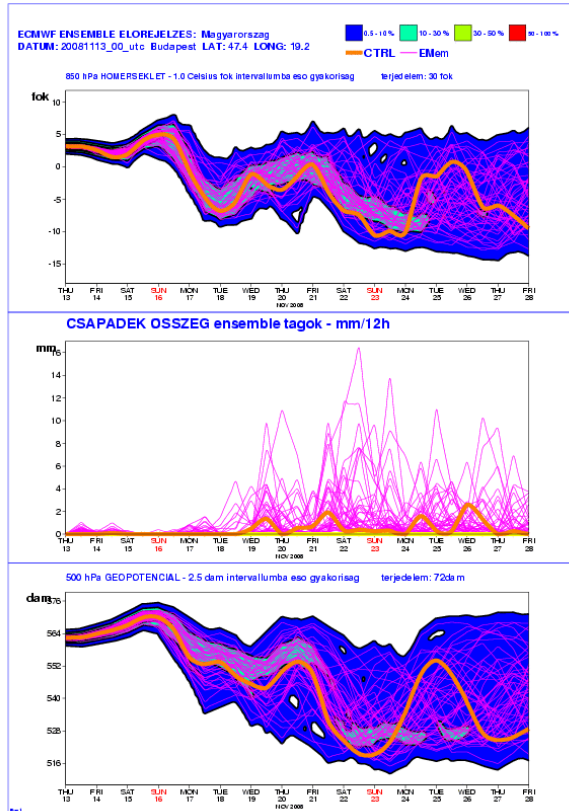 ECMWF ENSEMBLE ELOREJELZES: Magyarorszag
DATUM: 20081113_00_utc Budapest LAT: 47.4 LONG: 19.2
0.5 - 10% 10 - 30 % 30 - 50 % 50 - 100 %
CTRL EMem
850 hPa HOMERSEKLET - 1.0 Celsius fok intervallumba eso gyakorisag terjedelem: 30 fok
fok
10
5
0
-5
-10
-15
THU FRI SAT SUN MON TUE WED THU FRI SAT SUN MON TUE WED THU FRI
13 14 15 16 17 18 19 20 21 22 23 24 25 26 27 28
NOV 2008
CSAPADEK OSSZEG ensemble tagok - mm/12h
mm
16
14
12
10
8
6
4
2
0
THU FRI SAT SUN MON TUE WED THU FRI SAT SUN MON TUE WED THU FRI
13 14 15 16 17 18 19 20 21 22 23 24 25 26 27 28
NOV 2008
500 hPa GEOPOTENCIAL - 2.5 dam intervallumba eso gyakorisag terjedelem: 72dam
dam
576
564
552
540
528
516
THU FRI SAT SUN MON TUE WED THU FRI SAT SUN MON TUE WED THU FRI
13 14 15 16 17 18 19 20 21 22 23 24 25 26 27 28
NOV 2008